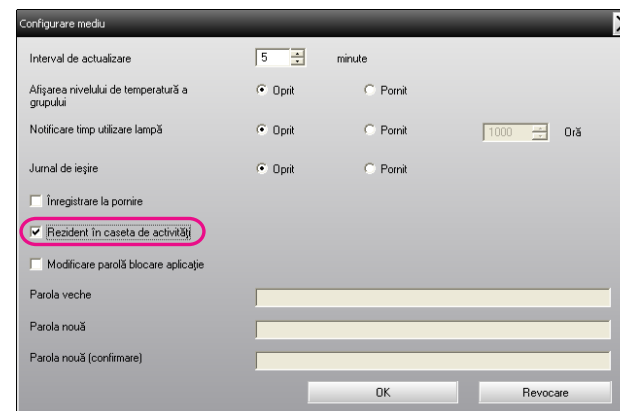 Configurare mediu
Interval de actualizare 5 minute
Afişarea nivelului de temperatură a
grupului Oprit Pornit
Notificare timp utilizare lampă Oprit Pornit 1000 Oră
Jurnal de ieşire Oprit Pornit
Înregistrare la pornire
Rezident în caseta de activităţi
Modificare parolă blocare aplicaţie
Parola veche
Parola nouă
Parola nouă (confirmare)
OK Revocare